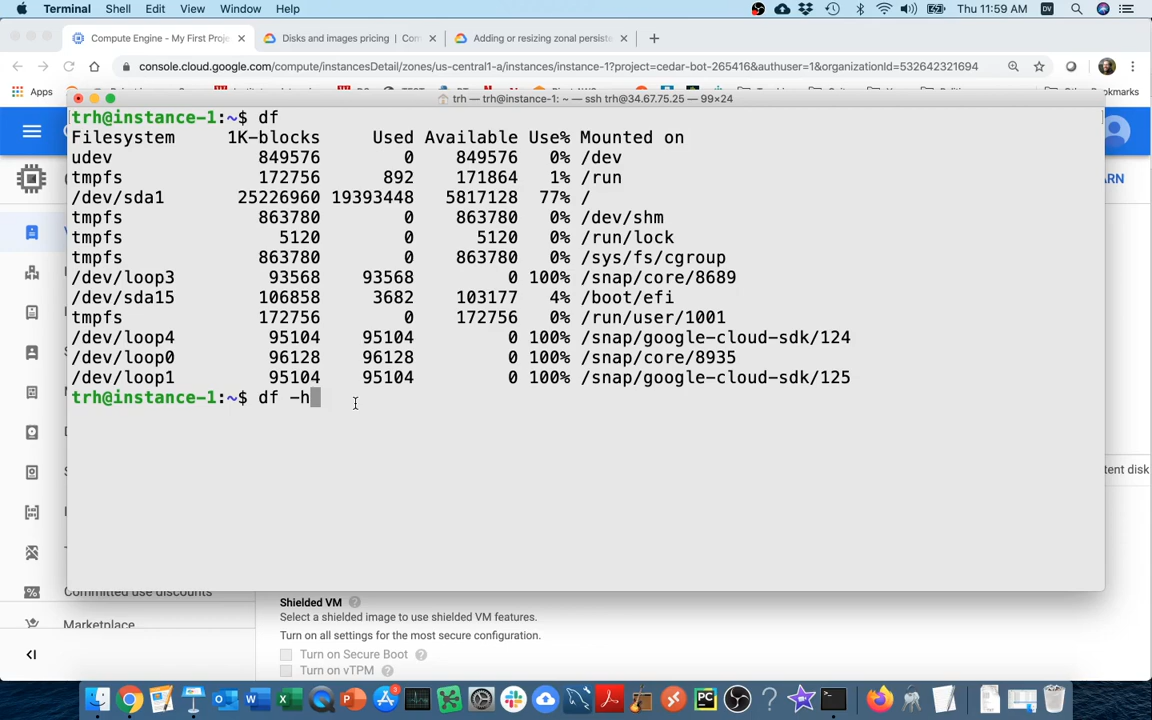 Terminal Shell Edit View Window Help Thu 11:59 AM DV
Compute Engine - My First Proje
Disks and images pricing | Com
Adding or resizing zonal persiste
console.cloud.google.com/compute/instancesDetail/zones/us-central1-a/instances/instance-1?project=cedar-bot-265416&authuser=1&organizationId=532642321694
Apps
okmarks
trh — trh@instance-1: ~ — ssh trh@34.67.75.25 — 99×24
trh@instance-1:~$ df
Filesystem 1K-blocks Used Available Use% Mounted on
udev 849576 0 849576 0% /dev
tmpfs 172756 892 171864 1% /run
/dev/sda1 25226960 19393448 5817128 77% /
tmpfs 863780 0 863780 0% /dev/shm
tmpfs 5120 0 5120 0% /run/lock
tmpfs 863780 0 863780 0% /sys/fs/cgroup
/dev/loop3 93568 93568 0 100% /snap/core/8689
/dev/sda15 106858 3682 103177 4% /boot/efi
tmpfs 172756 0 172756 0% /run/user/1001
/dev/loop4 95104 95104 0 100% /snap/google-cloud-sdk/124
/dev/loop0 96128 96128 0 100% /snap/core/8935
/dev/loop1 95104 95104 0 100% /snap/google-cloud-sdk/125
trh@instance-1:~$ df -h
ARN
tent disk
Committed use discounts
Marketplace
Shielded VM
Select a shielded image to use shielded VM features.
Turn on all settings for the most secure configuration.
Turn on Secure Boot
Turn on vTPM